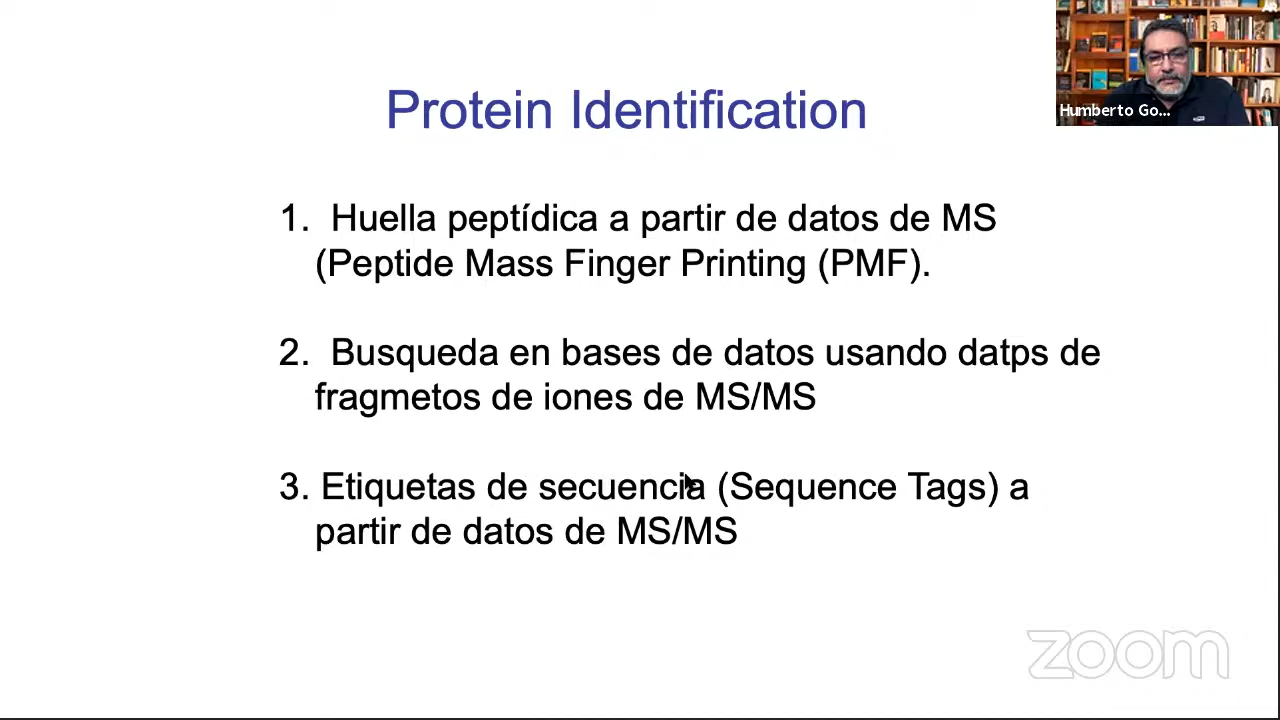 Protein Identification
Humberto Go...
1. Huella peptídica a partir de datos de MS
(Peptide Mass Finger Printing (PMF).
2. Busqueda en bases de datos usando datps de
fragmetos de iones de MS/MS
3. Etiquetas de secuencia (Sequence Tags) a
partir de datos de MS/MS
zoom